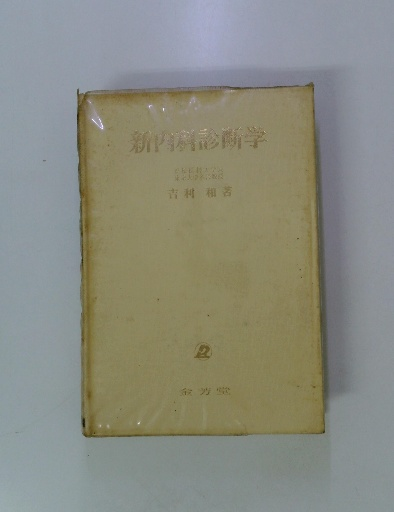 新内科診断学
吉利 和 著
金芳堂